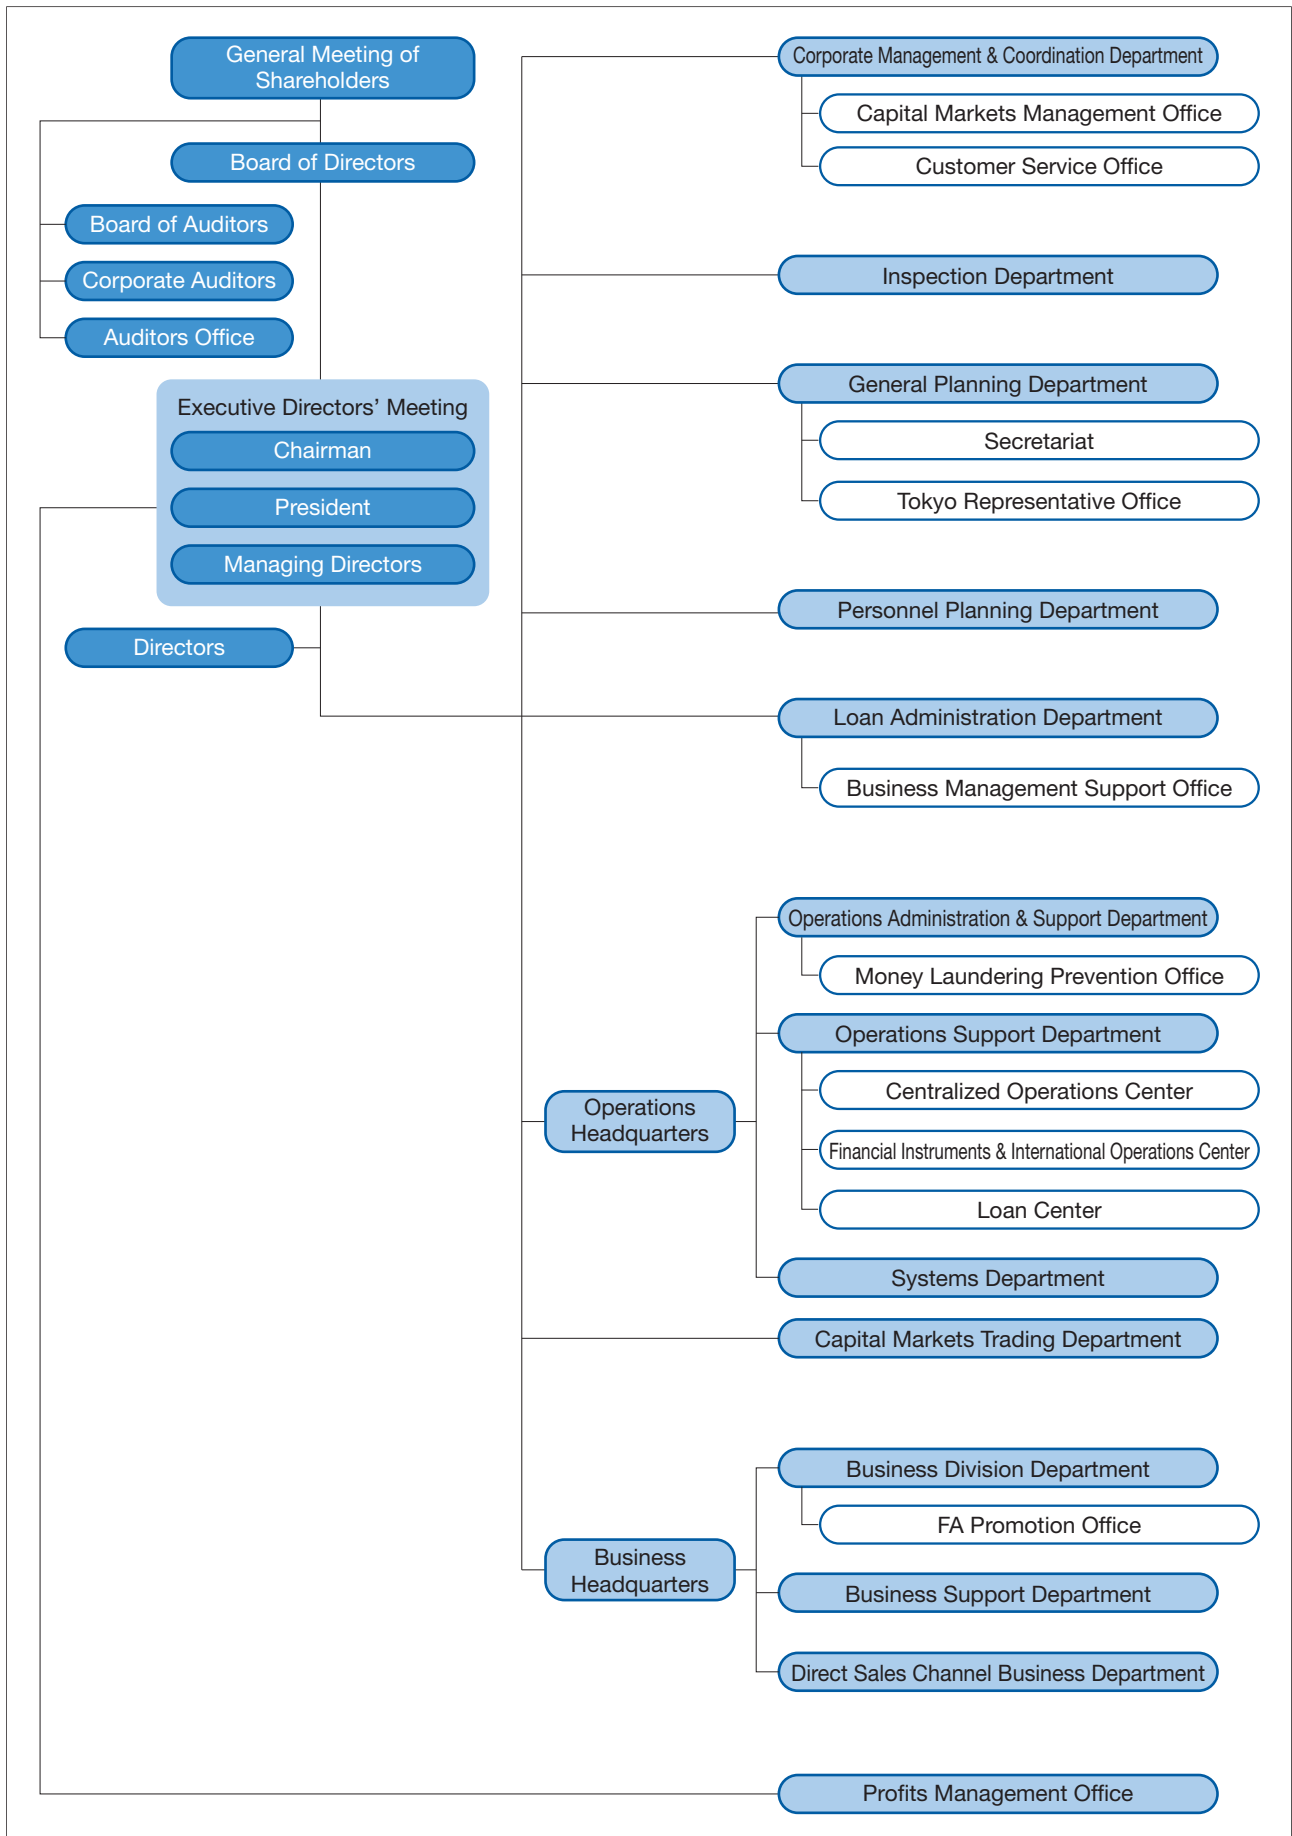 General Meeting of
Shareholders
Board of Directors
Board of Auditors
Corporate Auditors
Auditors Office
Executive Directors’ Meeting
Chairman
President
Managing Directors
Directors
Corporate Management & Coordination Department
Capital Markets Management Office
Customer Service Office
Inspection Department
General Planning Department
Secretariat
Tokyo Representative Office
Personnel Planning Department
Loan Administration Department
Business Management Support Office
Operations
Headquarters
Operations Administration & Support Department
Money Laundering Prevention Office
Operations Support Department
Centralized Operations Center
Financial Instruments & International Operations Center
Loan Center
Systems Department
Capital Markets Trading Department
Business
Headquarters
Business Division Department
FA Promotion Office
Business Support Department
Direct Sales Channel Business Department
Profits Management Office